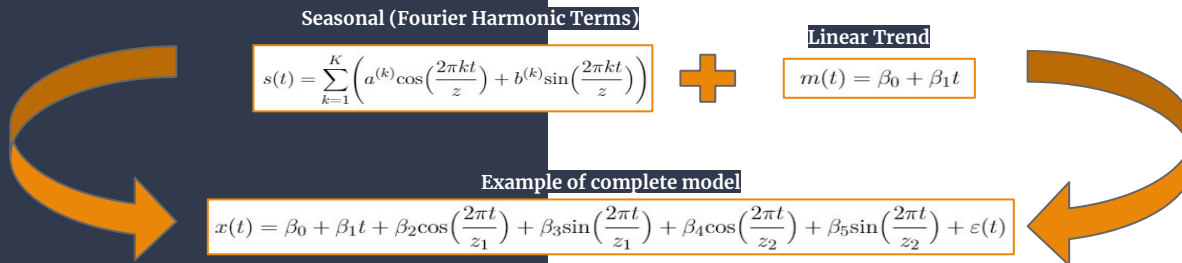 Seasonal (Fourier Harmonic Terms)
Linear Trend
s(t) = \sum_{k=1}^{K} \left( a^{(k)} \cos\left( \frac{2\pi kt}{z} \right) + b^{(k)} \sin\left( \frac{2\pi kt}{z} \right) \right)
m(t) = \beta_0 + \beta_1 t
Example of complete model
x(t) = \beta_0 + \beta_1 t + \beta_2 \cos\left( \frac{2\pi t}{z_1} \right) + \beta_3 \sin\left( \frac{2\pi t}{z_1} \right) + \beta_4 \cos\left( \frac{2\pi t}{z_2} \right) + \beta_5 \sin\left( \frac{2\pi t}{z_2} \right) + \varepsilon(t)